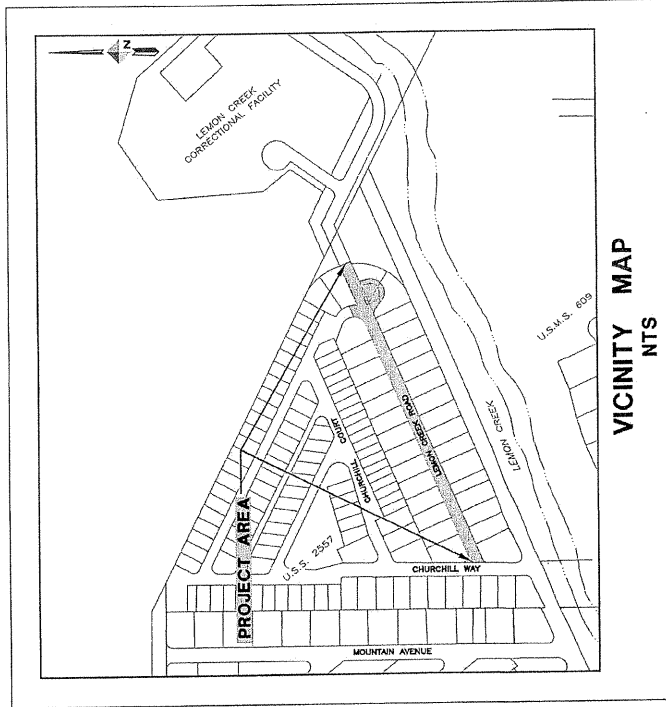 N
LEMON CREEK
CORRECTIONAL FACILITY
U.S.M.S. 609
LEMON CREEK
LEMON CREEK ROAD
CHURCHILL COURT
PROJECT AREA
U.S.S. 2557
CHURCHILL WAY
MOUNTAIN AVENUE
VICINITY MAP
NTS